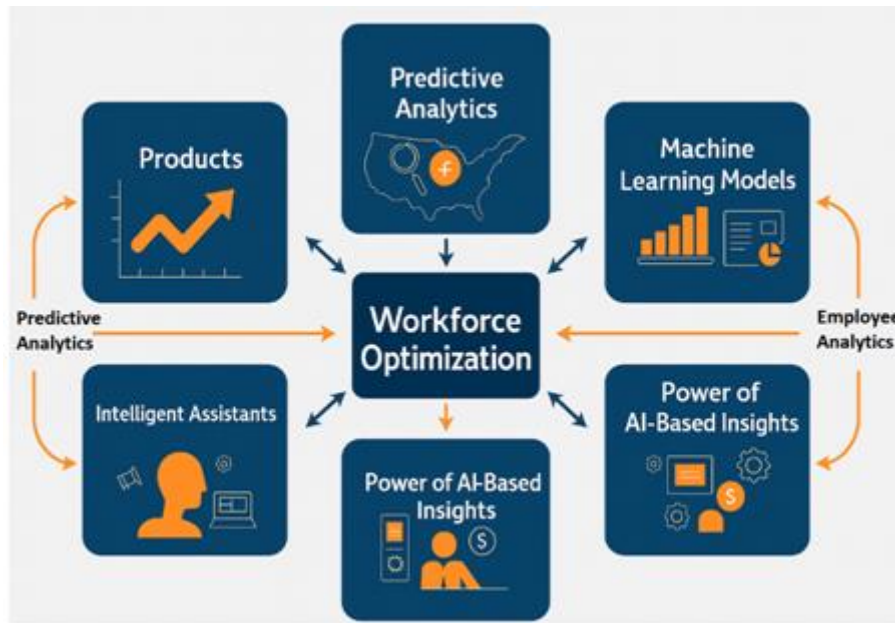 Predictive
Analytics
Products
Machine
Learning Models
Predictive
Analytics
Workforce
Optimization
Employee
Analytics
Intelligent Assistants
Power of
AI-Based Insights
Power of AI-Based
Insights
f
S
S